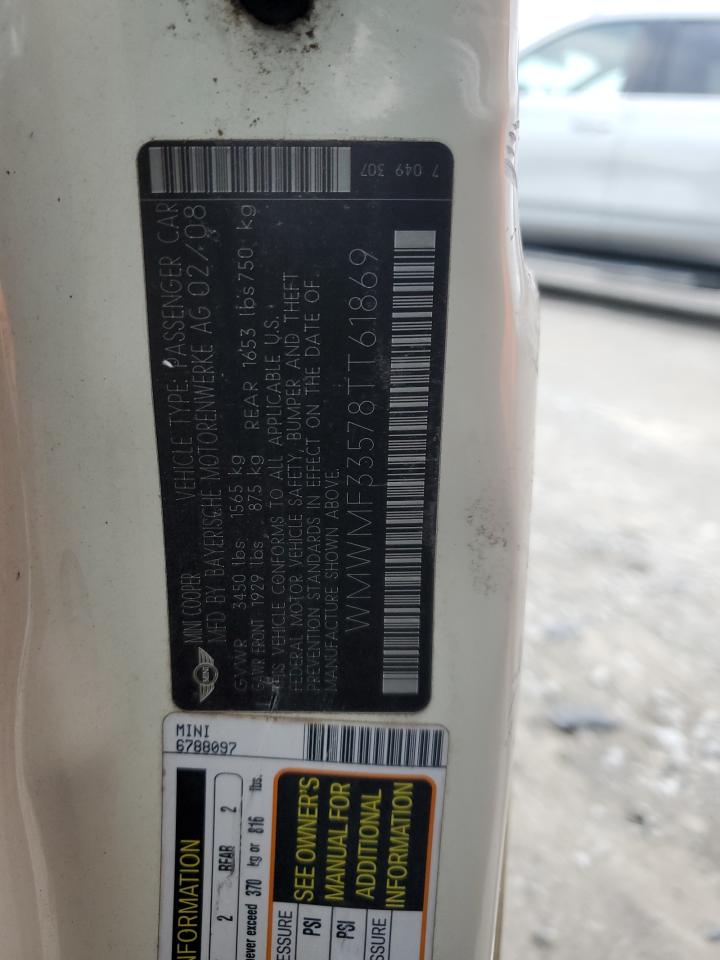 7 049 307
MINI
MINI COOPER VEHICLE TYPE: PASSENGER CAR
MFD BY BAYERISCHE MOTORENWERKE AG 02/08
GVWR 3450 lbs 1565 kg
GAWR FRONT 1929 lbs 875 kg REAR 1653 lbs 750 kg
THIS VEHICLE CONFORMS TO ALL APPLICABLE U.S.
FEDERAL MOTOR VEHICLE SAFETY, BUMPER AND THEFT
PREVENTION STANDARDS IN EFFECT ON THE DATE OF
MANUFACTURE SHOWN ABOVE.
WMWMF33578TT61869
MINI
6788097
INFORMATION
2 REAR 2
never exceed 370 kg or 816 lbs.
SEE OWNER'S
MANUAL FOR
ADDITIONAL
INFORMATION
PSI
PSI